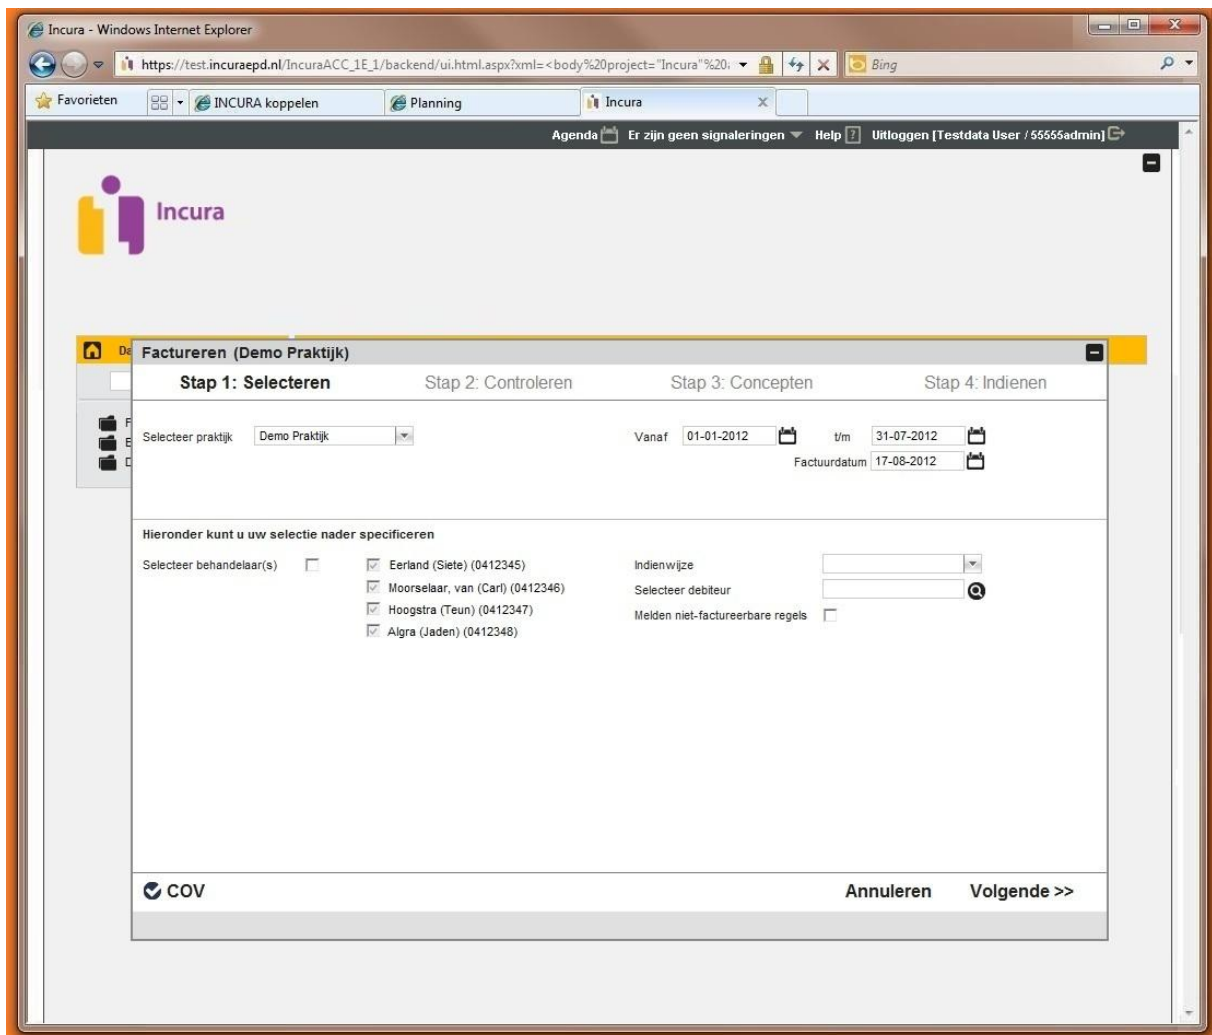 Incura - Windows Internet Explorer
https://test.incuraepd.nl/IncuraACC_1E_1/backend/ui.html.aspx?xml=<body%20project="Incura"%20;
Bing
Favorieten
INCURA koppelen
Planning
Incura
X
Agenda Er zijn geen signaleringen Help ? Uitloggen [Testdata User / 55555admin]
Incura
Da
Factureren (Demo Praktijk)
Stap 1: Selecteren Stap 2: Controleren Stap 3: Concepten Stap 4: Indienen
F
E
D
Selecteer praktijk Demo Praktijk Vanaf 01-01-2012 t/m 31-07-2012
Factuurdatum 17-08-2012
Hieronder kunt u uw selectie nader specificeren
Selecteer behandelaar(s) Eerland (Siete) (0412345) Indienwijze
Moorselaar, van (Carl) (0412346) Selecteer debiteur
Hoogstra (Teun) (0412347) Melden niet-factureerbare regels
Algra (Jaden) (0412348)
COV Annuleren Volgende >>